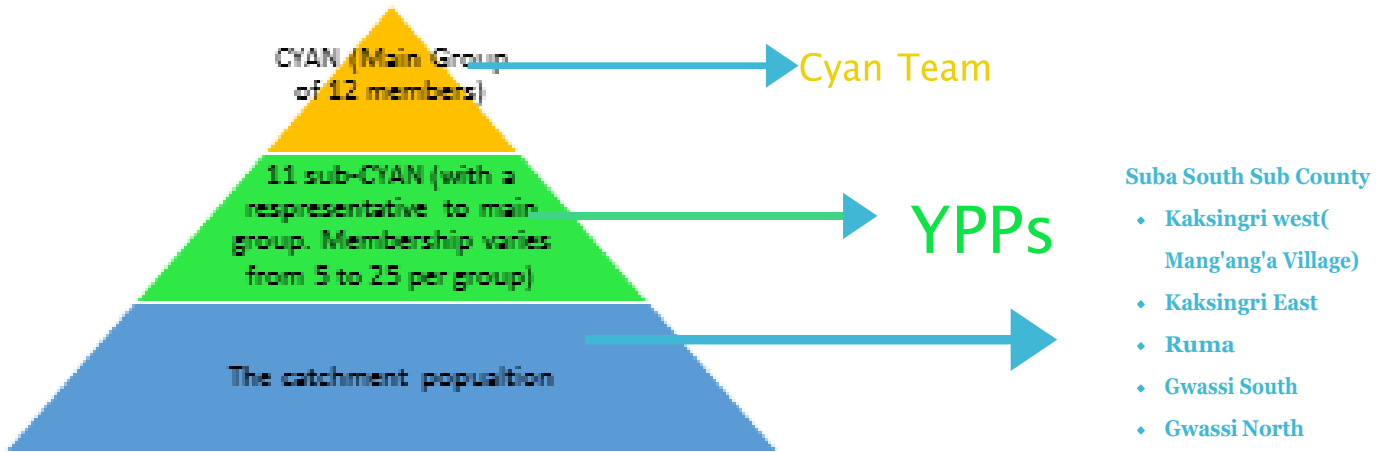 CYAN (Main Group
of 12 members)
Cyan Team
11 sub-CYAN (with a
respresentative to main
group. Membership varies
from 5 to 25 per group)
YPPs
The catchment popualtion
Suba South Sub County
Kaksingri west(
Mang'ang'a Village)
Kaksingri East
Ruma
Gwassi South
Gwassi North